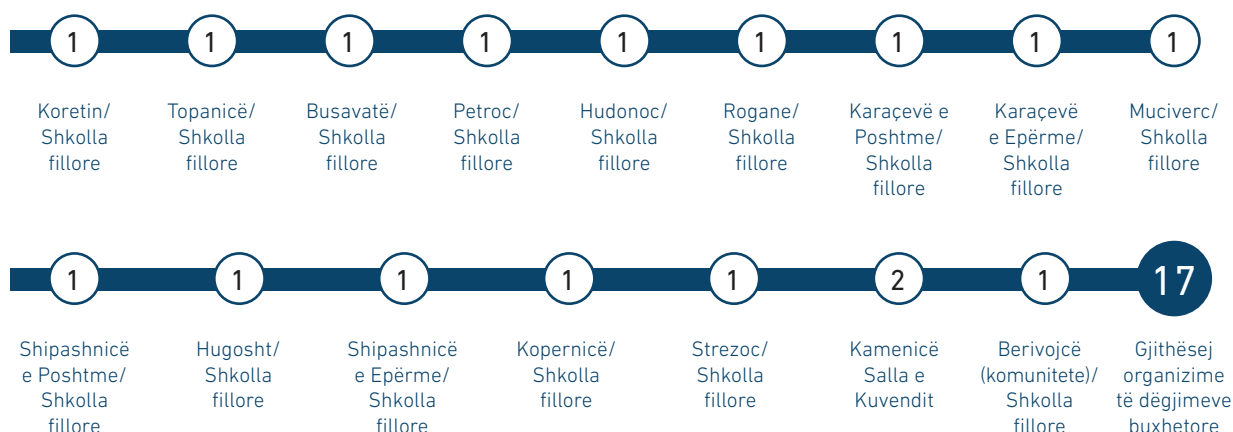 1 1 1 1 1 1 1 1 1
Koretin/
Shkolla
fillore
Topanicë/
Shkolla
fillore
Busavatë/
Shkolla
fillore
Petroc/
Shkolla
fillore
Hudonoc/
Shkolla
fillore
Rogane/
Shkolla
fillore
Karaçevë e
Poshtme/
Shkolla
fillore
Karaçevë
e Epërme/
Shkolla
fillore
Muciverc/
Shkolla
fillore
1 1 1 1 1 2 1 17
Shipashnicë
e Poshtme/
Shkolla
fillore
Hugosht/
Shkolla
fillore
Shipashnicë
e Epërme/
Shkolla
fillore
Kopernicë/
Shkolla
fillore
Strezoc/
Shkolla
fillore
Kamenicë
Salla e
Kuvendit
Berivojcë
(komunitete)/
Shkolla
fillore
Gjithësej
organizime
të dëgjimeve
buxhetore